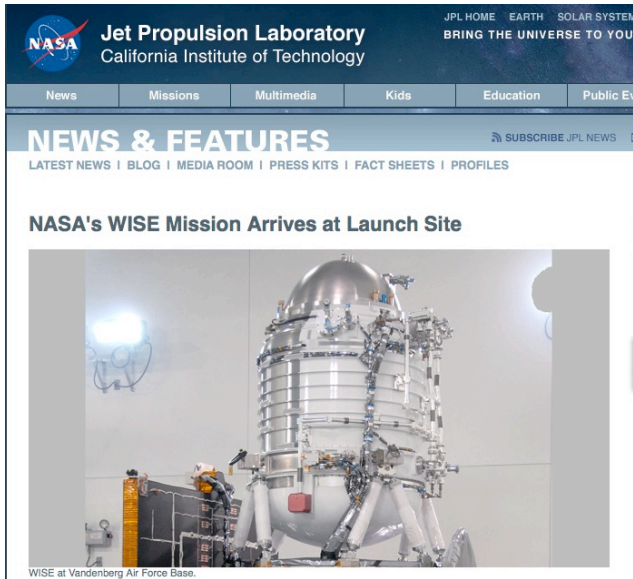 NASA
Jet Propulsion Laboratory
California Institute of Technology
JPL HOME EARTH SOLAR SYSTEM
BRING THE UNIVERSE TO YOU
News Missions Multimedia Kids Education Public
NEWS & FEATURES
SUBSCRIBE JPL NEWS
LATEST NEWS | BLOG | MEDIA ROOM | PRESS KITS | FACT SHEETS | PROFILES
NASA's WISE Mission Arrives at Launch Site
WISE at Vandenberg Air Force Base.